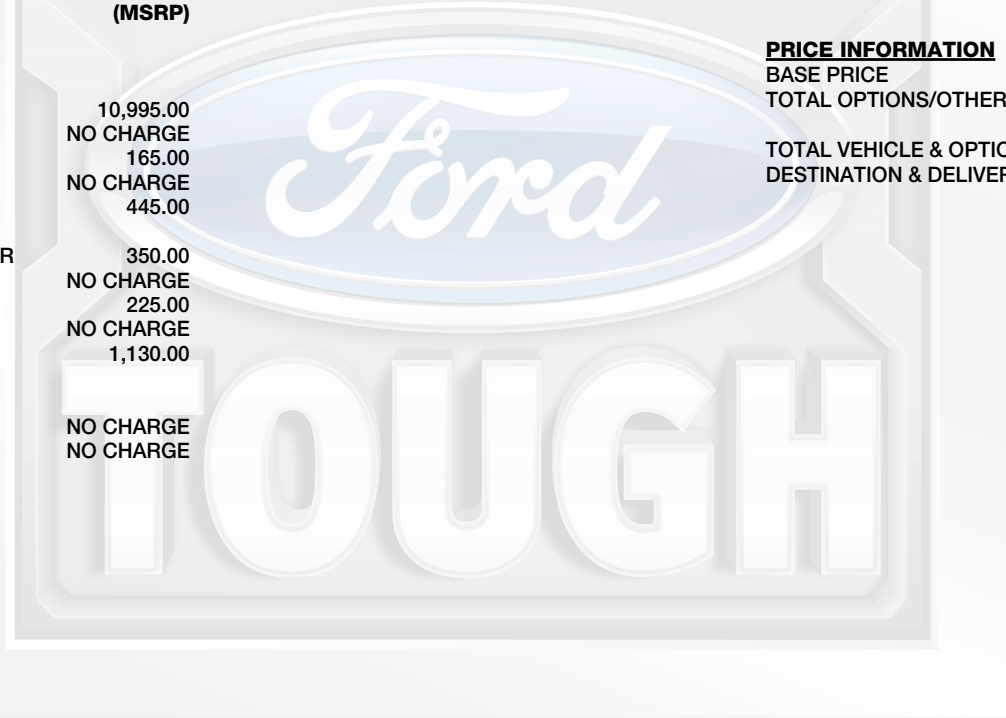 (MSRP)
10,995.00
NO CHARGE
165.00
NO CHARGE
445.00
R 350.00
NO CHARGE
225.00
NO CHARGE
1,130.00
NO CHARGE
NO CHARGE
PRICE INFORMATION
BASE PRICE
TOTAL OPTIONS/OTHER
TOTAL VEHICLE & OPTIO
DESTINATION & DELIVER
Ford
TOUGH